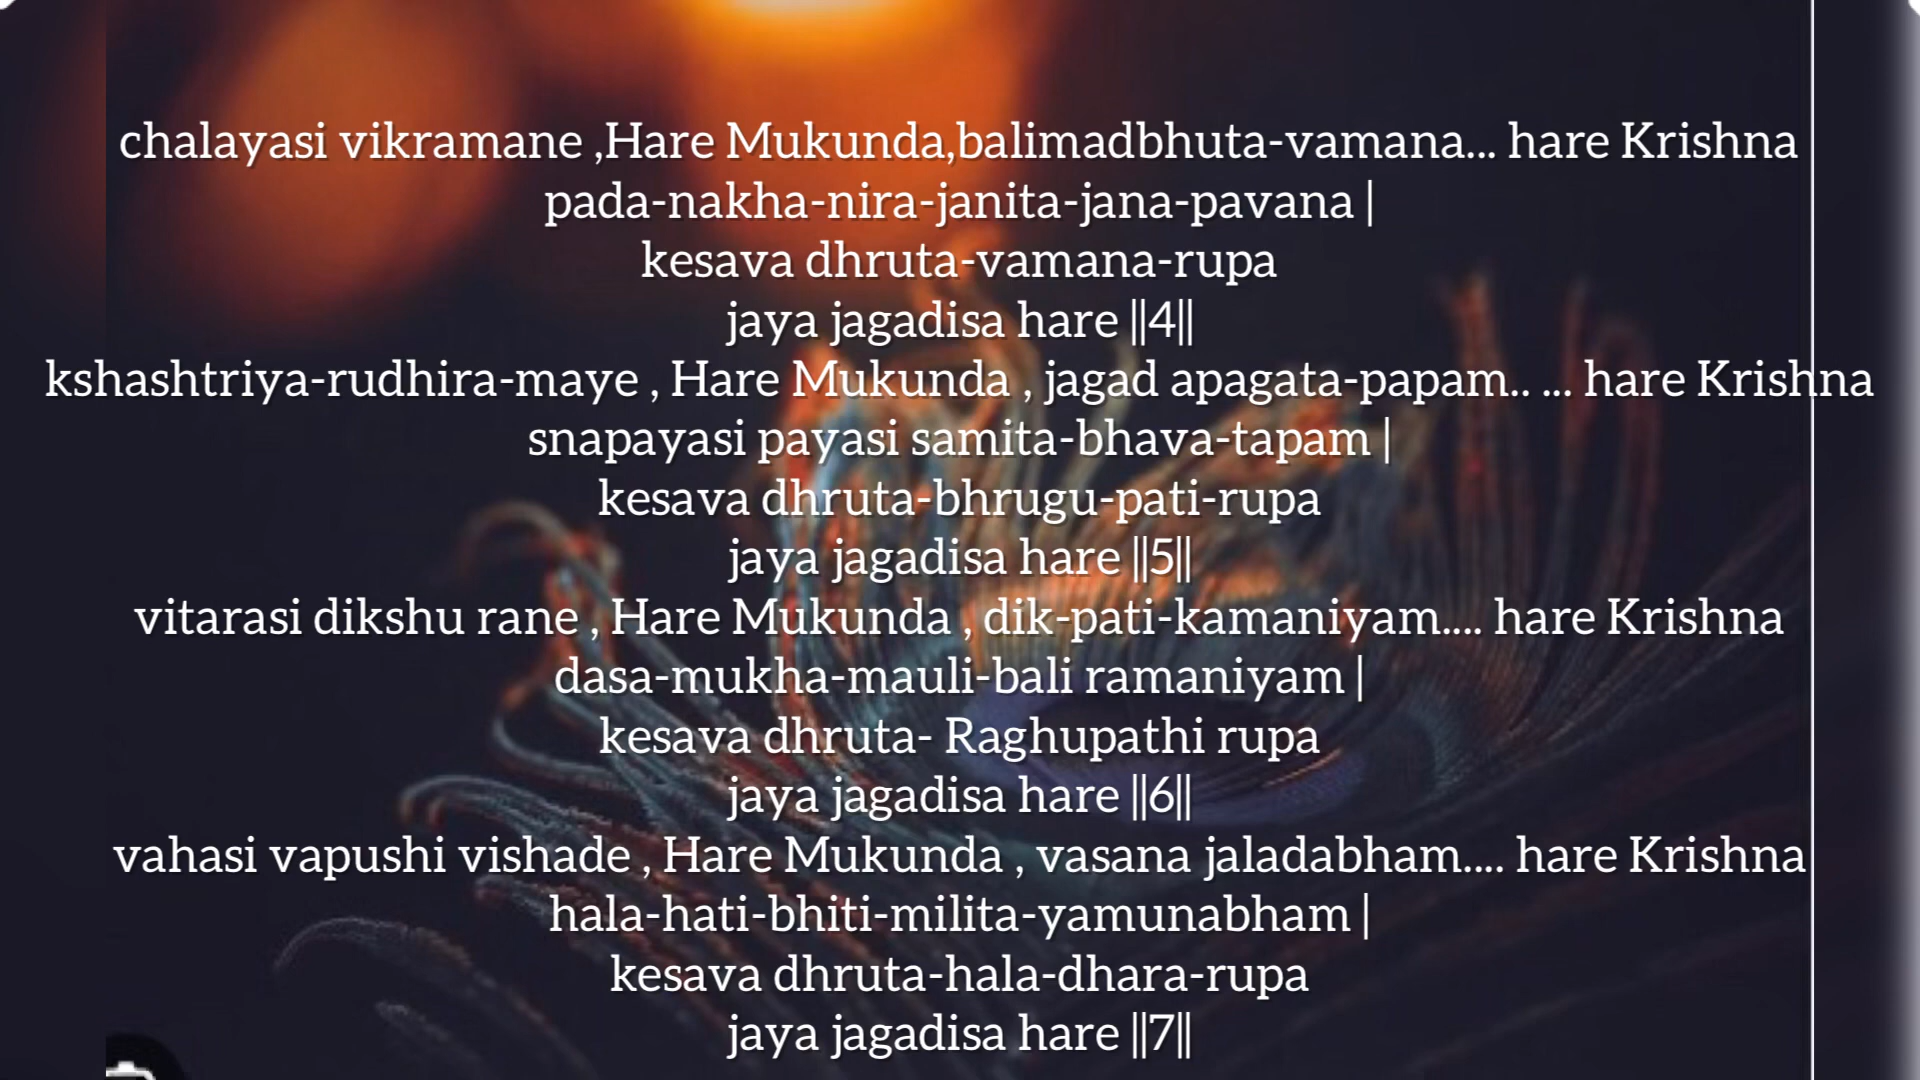 chalayasi vikramane ,Hare Mukunda,balimadbhuta-vamana... hare Krishna
pada-nakha-nira-janita-jana-pavana |
kesava dhruta-vamana-rupa
jaya jagadisa hare ||4||
kshashtriya-rudhira-maye , Hare Mukunda , jagad apagata-papam.. ... hare Krishna
snapayasi payasi samita-bhava-tapam |
kesava dhruta-bhrugu-pati-rupa
jaya jagadisa hare ||5||
vitarasi dikshu rane , Hare Mukunda , dik-pati-kamaniyam.... hare Krishna
dasa-mukha-mauli-bali ramaniyam |
kesava dhruta- Raghupathi rupa
jaya jagadisa hare ||6||
vahasi vapushi vishade , Hare Mukunda , vasana jaladabham.... hare Krishna
hala-hati-bhiti-milita-yamunabham |
kesava dhruta-hala-dhara-rupa
jaya jagadisa hare ||7||